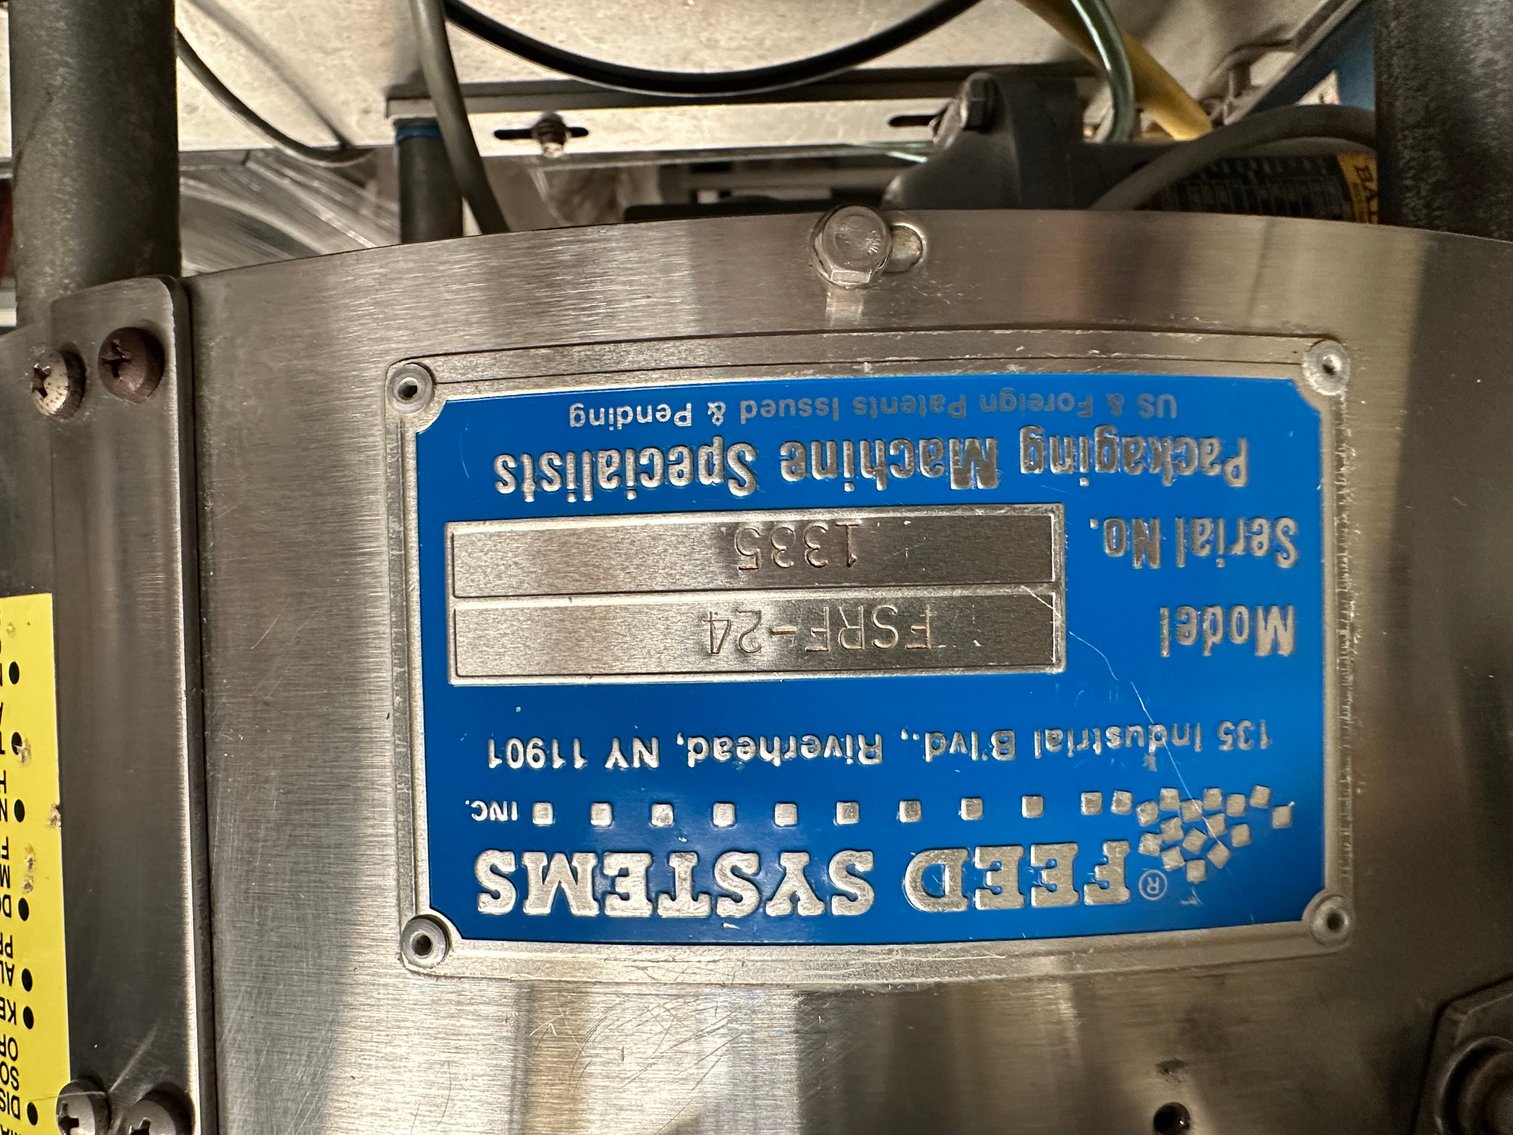 FEED SYSTEMS
®
INC.
135 Industrial B'lvd., Riverhead, NY 11901
Model FSRF-24
Serial No. 1335
Packaging Machine Specialists
US & Foreign Patents Issued & Pending